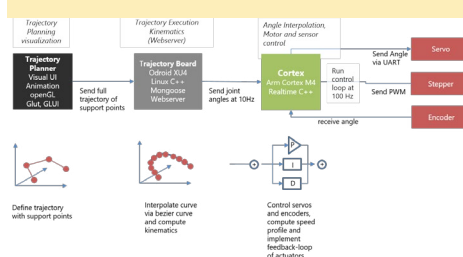 Trajectory
Planning
visualization
Trajectory Execution
Kinematics
(Webserver)
Angle Interpolation,
Motor and sensor
control
Trajectory
Planner
Visual UI
Animation
openGL
Glut, GLUI
Send full
trajectory of
support points
Trajectory Board
Odroid XU4
Linux C++
Mongoose
Webserver
Send joint
angles at 10Hz
Cortex
Arm Cortex M4
Realtime C++
Run
control
loop at
100 Hz
Send Angle
via UART
Send PWM
receive angle
Servo
Stepper
Encoder
P
I
D
Define trajectory
with support points
Interpolate curve
via bezier curve
and compute
kinematics
Control servos
and encoders,
compute speed
profile and
implement
feedback-loop
of actuators